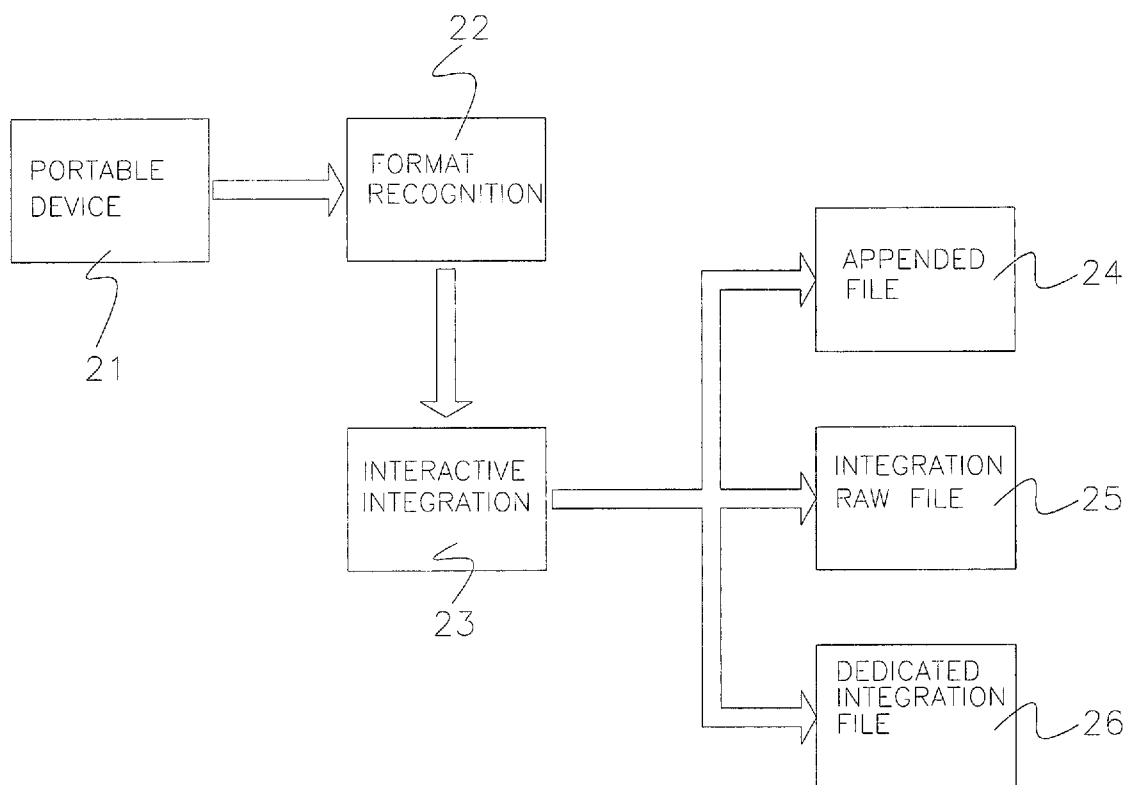 22
PORTABLE
DEVICE
FORMAT
RECOGNITION
21
APPENDED
FILE
24
INTERACTIVE
INTEGRATION
23
INTEGRATION
RAW FILE
25
DEDICATED
INTEGRATION
FILE
26